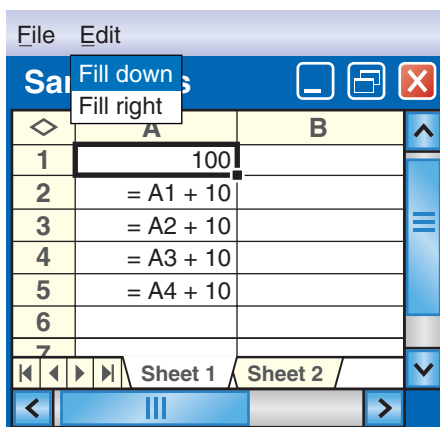 File Edit
Fill down
Fill right
A B
1 100
2 = A1 + 10
3 = A2 + 10
4 = A3 + 10
5 = A4 + 10
6
7
Sheet 1 Sheet 2